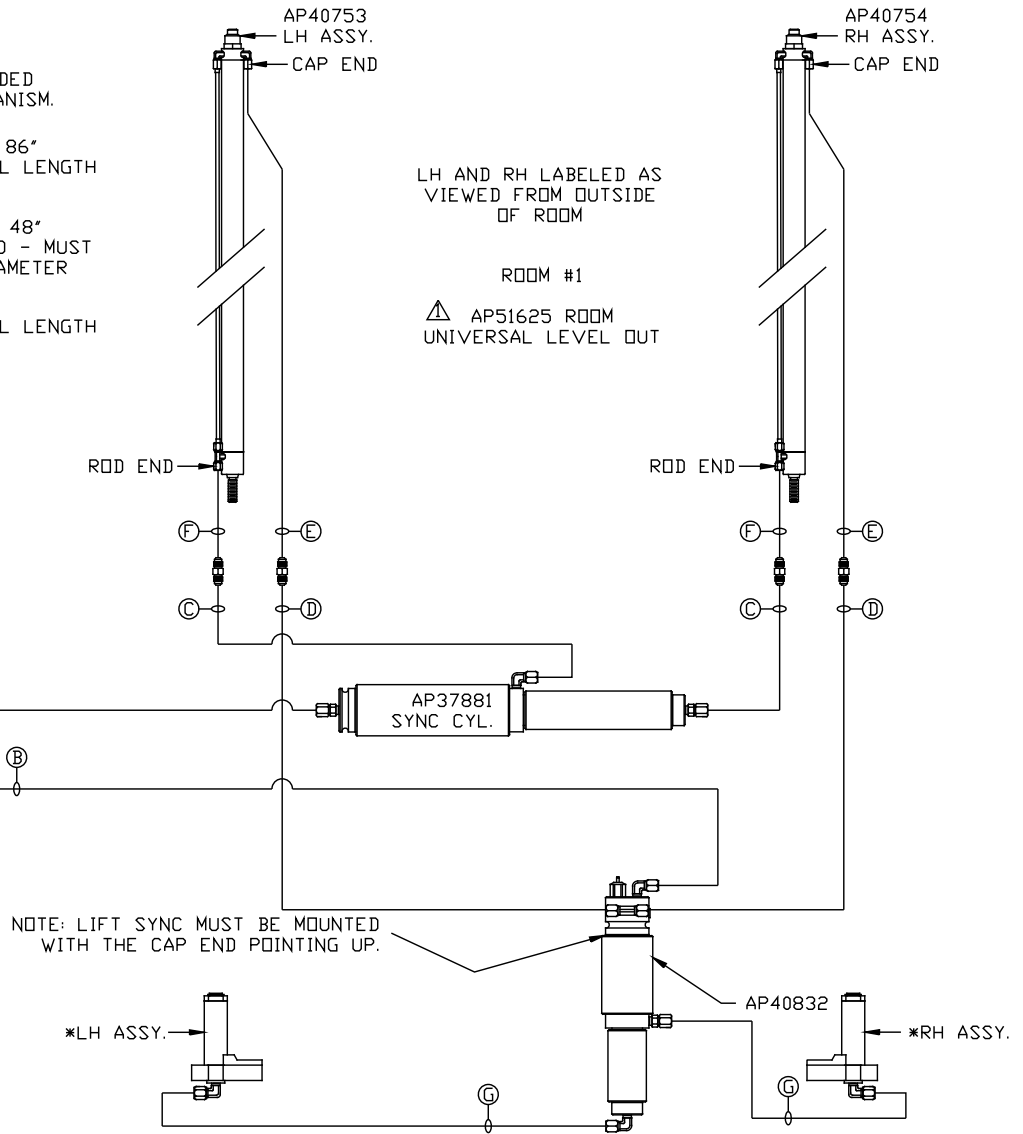 AP40753
LH ASSY.
CAP END
AP40754
RH ASSY.
CAP END
DED
ANISM.
86"
L LENGTH
48"
D - MUST
AMETER
L LENGTH
LH AND RH LABELED AS
VIEWED FROM OUTSIDE
OF ROOM
ROOM #1
1 AP51625 ROOM
UNIVERSAL LEVEL OUT
ROD END
ROD END
F
E
F
E
C
D
C
D
AP37881
SYNC CYL.
B
NOTE: LIFT SYNC MUST BE MOUNTED
WITH THE CAP END POINTING UP.
AP40832
*LH ASSY.
*RH ASSY.
G
G